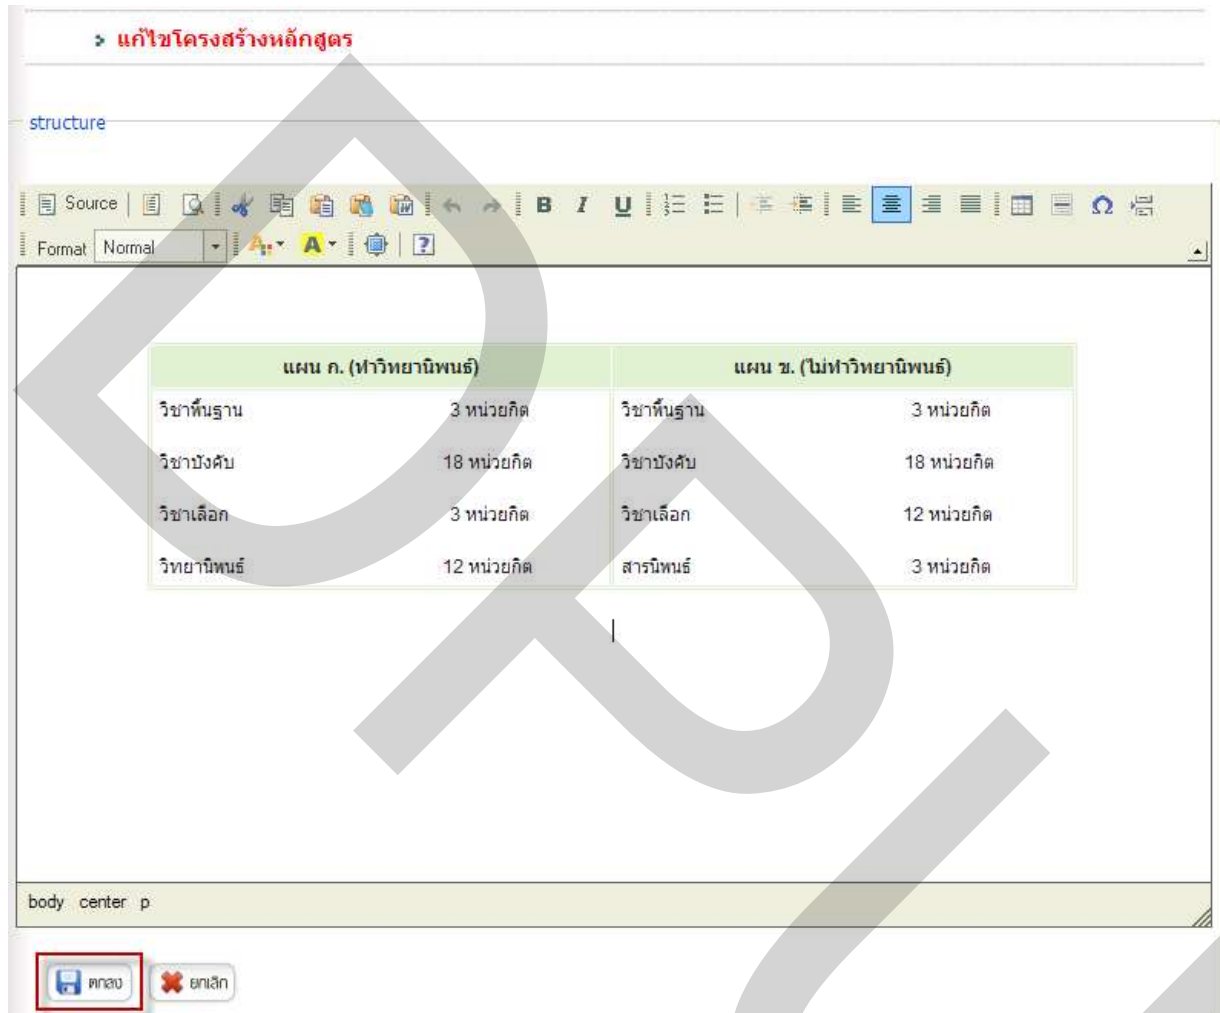 แก้ไขโครงสร้างหลักสูตร
structure
Source B I U Ω
Format Normal A A ?
แผน ก. (ทำวิทยานิพนธ์) แผน ข. (ไม่ทำวิทยานิพนธ์)
วิชาพื้นฐาน 3 หน่วยกิต วิชาพื้นฐาน 3 หน่วยกิต
วิชาบังคับ 18 หน่วยกิต วิชาบังคับ 18 หน่วยกิต
วิชาเลือก 3 หน่วยกิต วิชาเลือก 12 หน่วยกิต
วิทยานิพนธ์ 12 หน่วยกิต สารนิพนธ์ 3 หน่วยกิต
body center p
ตกลง ยกเลิก